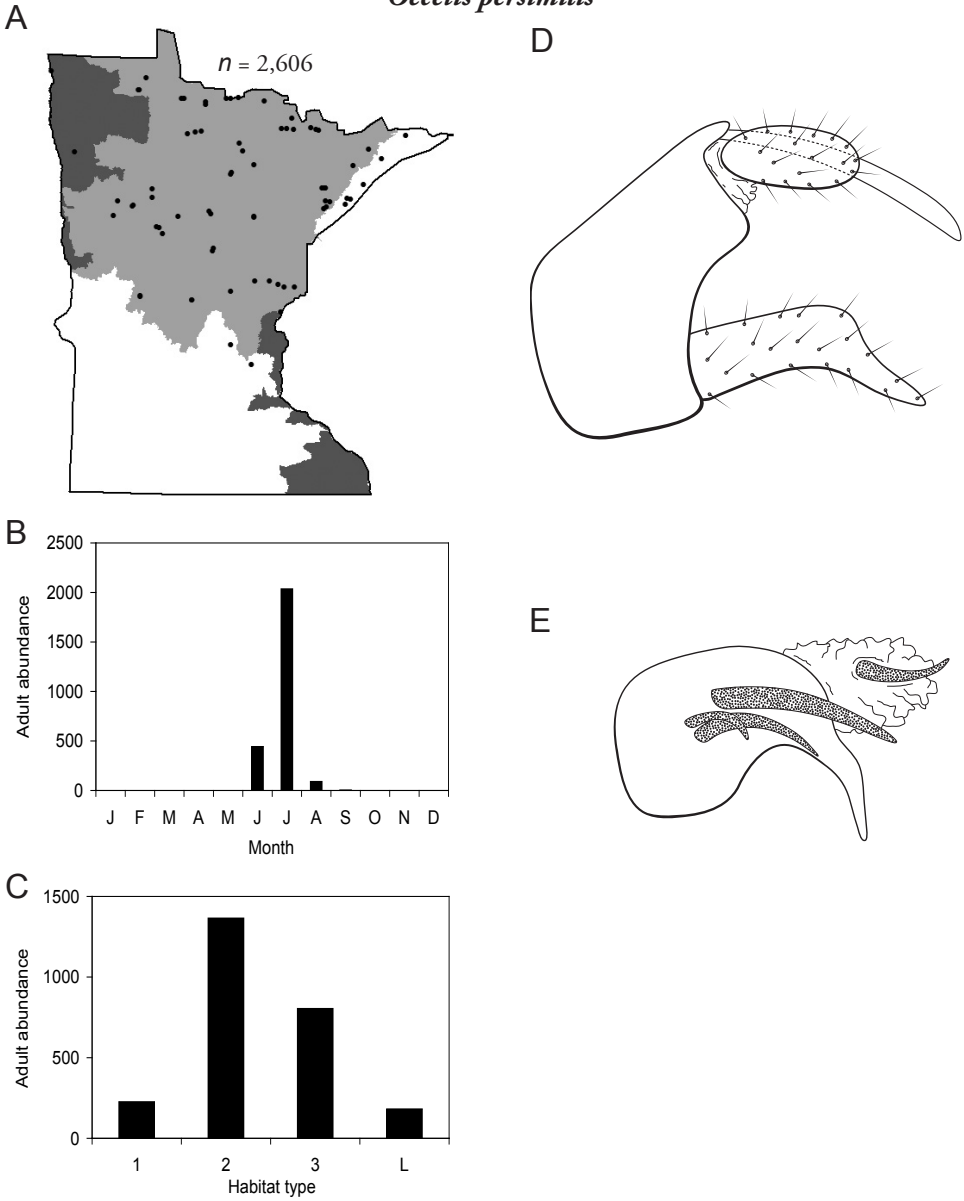 Oecetis persimilis
A
n = 2,606
D
B
2500
2000
1500
1000
500
0
Adult abundance
J F M A M J J A S O N D
Month
E
C
1500
1000
500
0
Adult abundance
1 2 3 L
Habitat type